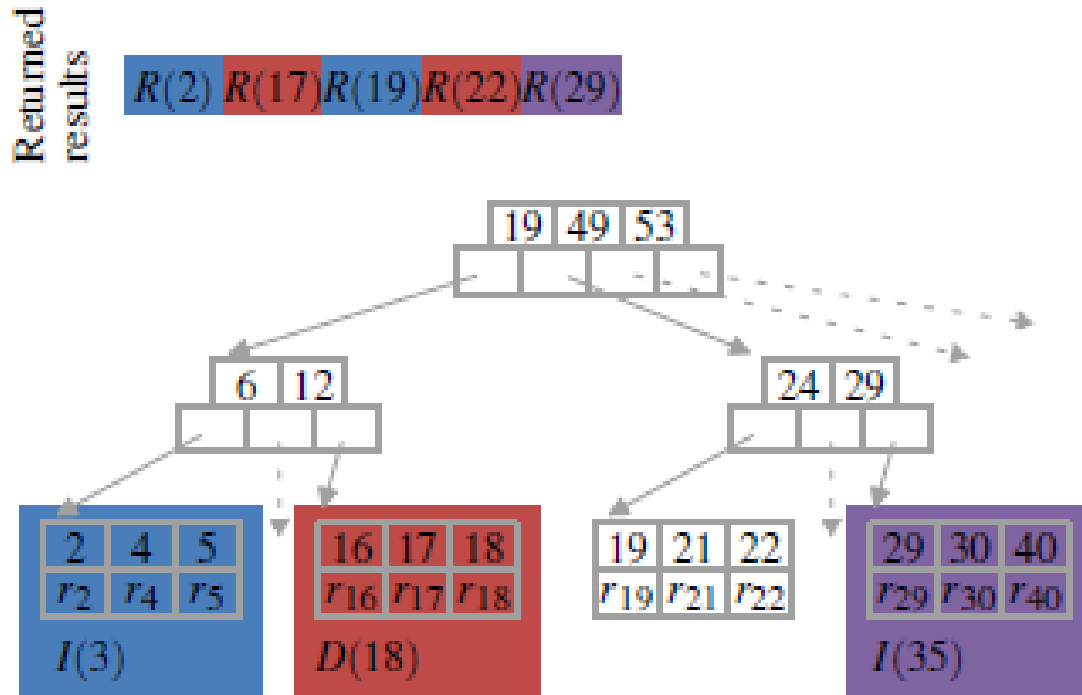 Returned
results
R(2) R(17) R(19) R(22) R(29)
19 49 53
6 12
24 29
2 4 5
r2 r4 r5
I(3)
16 17 18
r16 r17 r18
D(18)
19 21 22
r19 r21 r22
29 30 40
r29 r30 r40
I(35)